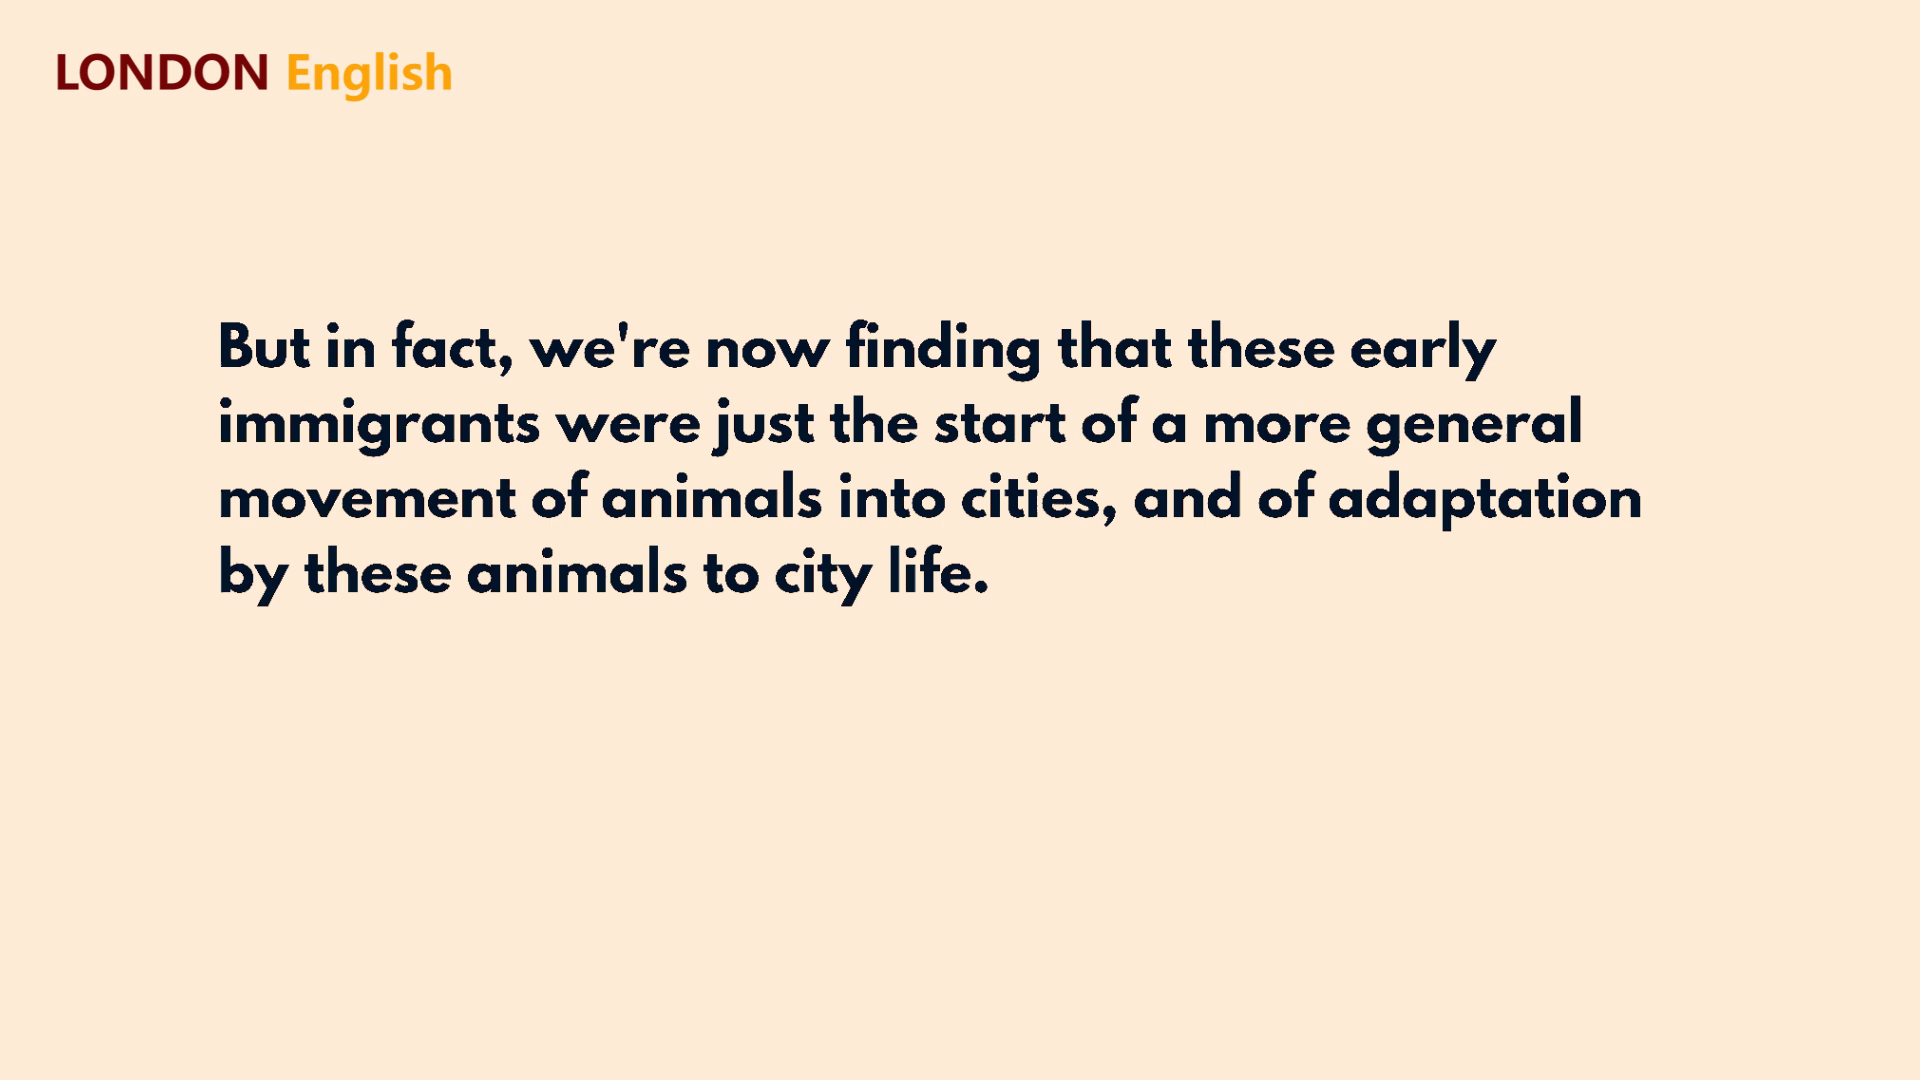 LONDON English
But in fact, we're now finding that these early
immigrants were just the start of a more general
movement of animals into cities, and of adaptation
by these animals to city life.